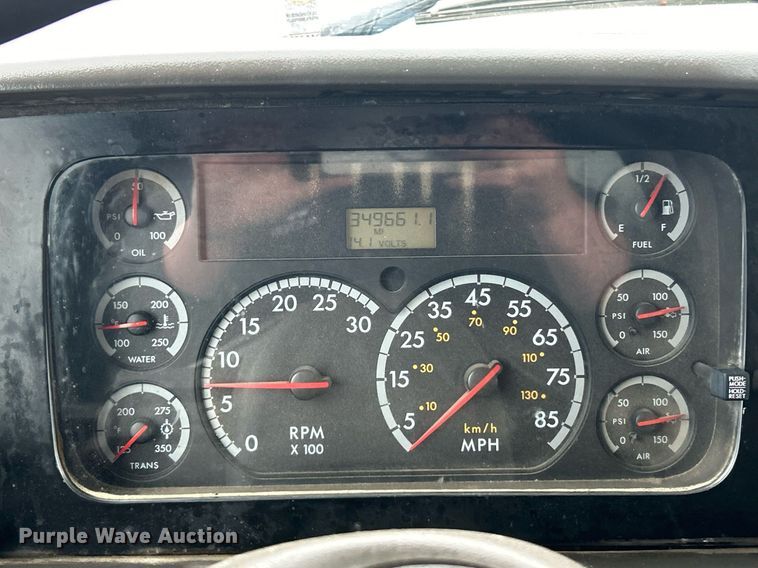 50
PSI
0 100
OIL
349661.1
MI
14.1 VOLTS
1/2
E F
FUEL
150 200
°F
100 250
WATER
200 275
°F
125 350
TRANS
0 5 10 15 20 25 30
RPM
X 100
5 15 25 35 45 55 65 75 85
10 30 50 70 90 110 130
km/h
MPH
50 100
PSI
0 150
AIR
50 100
PSI
0 150
AIR
PUSH-
MODE
HOLD-
RESET
Purple Wave Auction